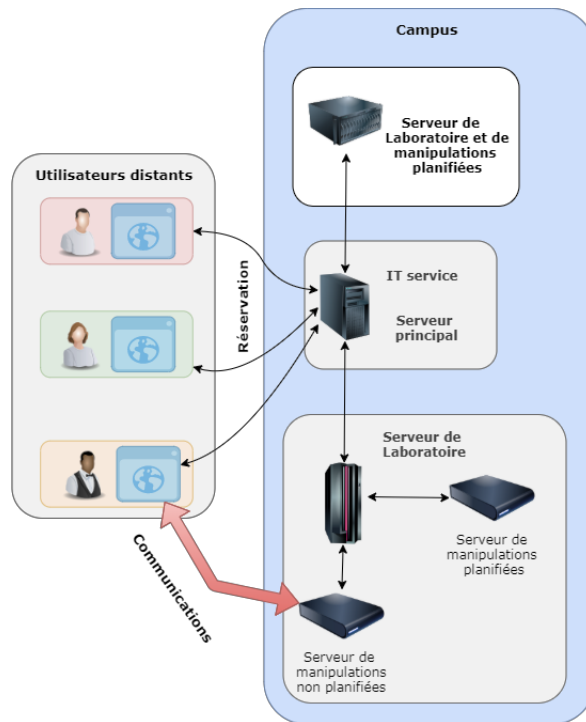 Campus
Serveur de
Laboratoire et de
manipulations
planifiées
Utilisateurs distants
Réservation
IT service
Serveur
principal
Serveur de
Laboratoire
Serveur de
manipulations
planifiées
Communications
Serveur de
manipulations
non planifiées